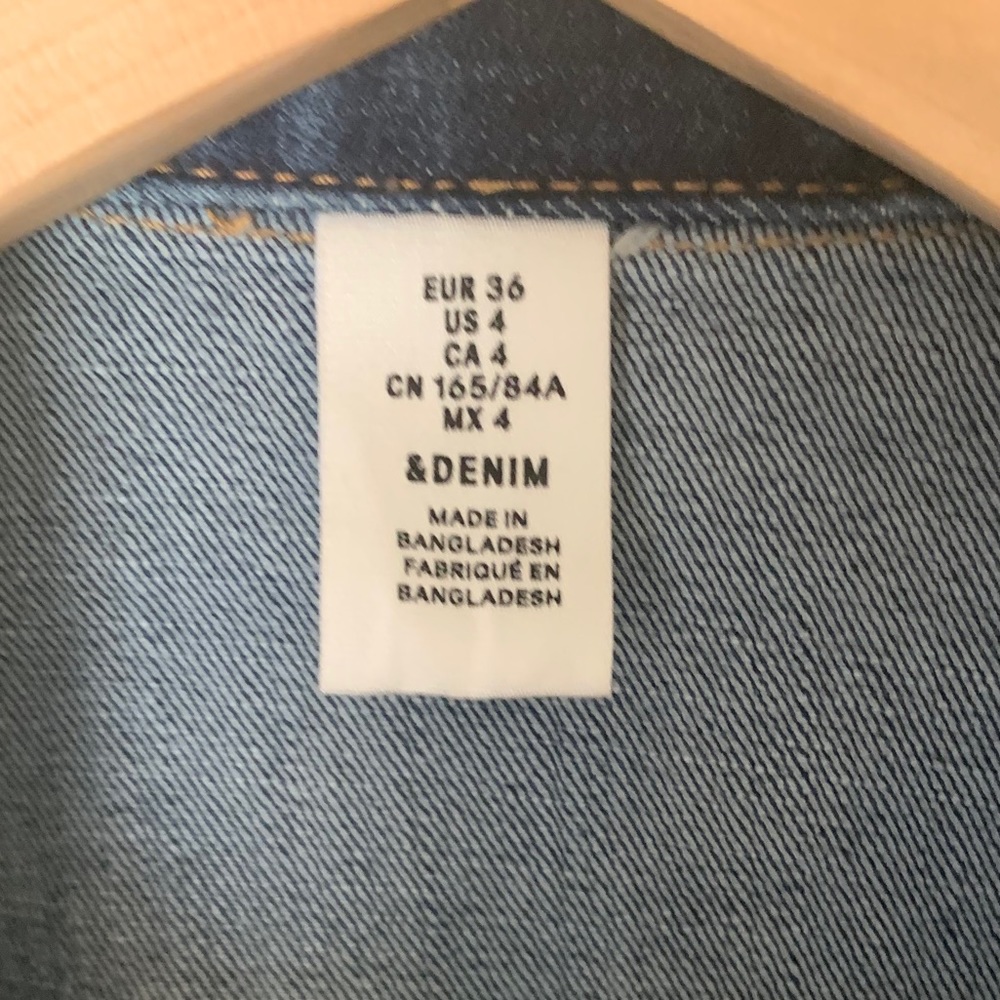 EUR 36
US 4
CA 4
CN 165/84A
MX 4
&DENIM
MADE IN
BANGLADESH
FABRIQUÉ EN
BANGLADESH